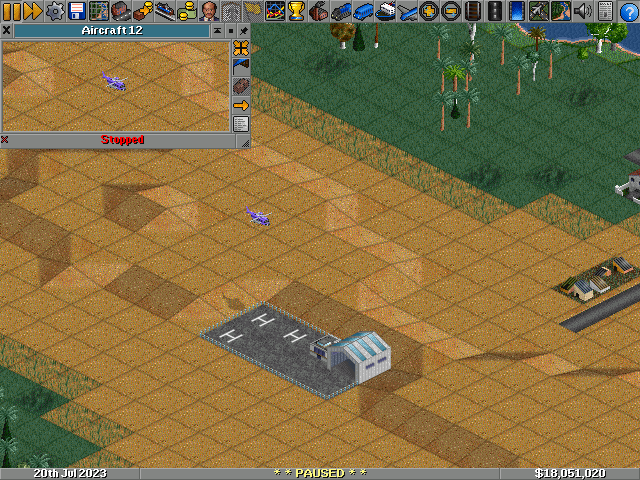 Aircraft 12
Stopped
H
H
H
20th Jul 2023
* * PAUSED * *
$18,051,020